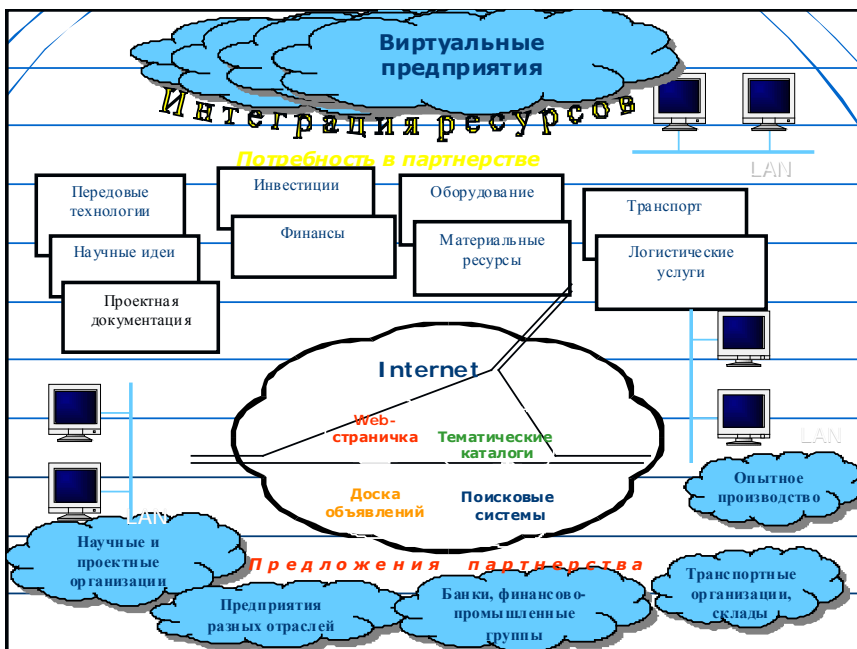 Виртуальные
предприятия
Интеграция ресурсов
Потребность в партнерстве
LAN
Передовые
технологии
Научные идеи
Проектная
документация
Инвестиции
Финансы
Оборудование
Материальные
ресурсы
Транспорт
Логистические
услуги
Internet
Web-
страничка
Тематические
каталоги
Доска
объявлений
Поисковые
системы
LAN
LAN
Опытное
производство
Научные и
проектные
организации
Предложения партнерства
Предприятия
разных отраслей
Банки, финансово-
промышленные
группы
Транспортные
организации,
склады